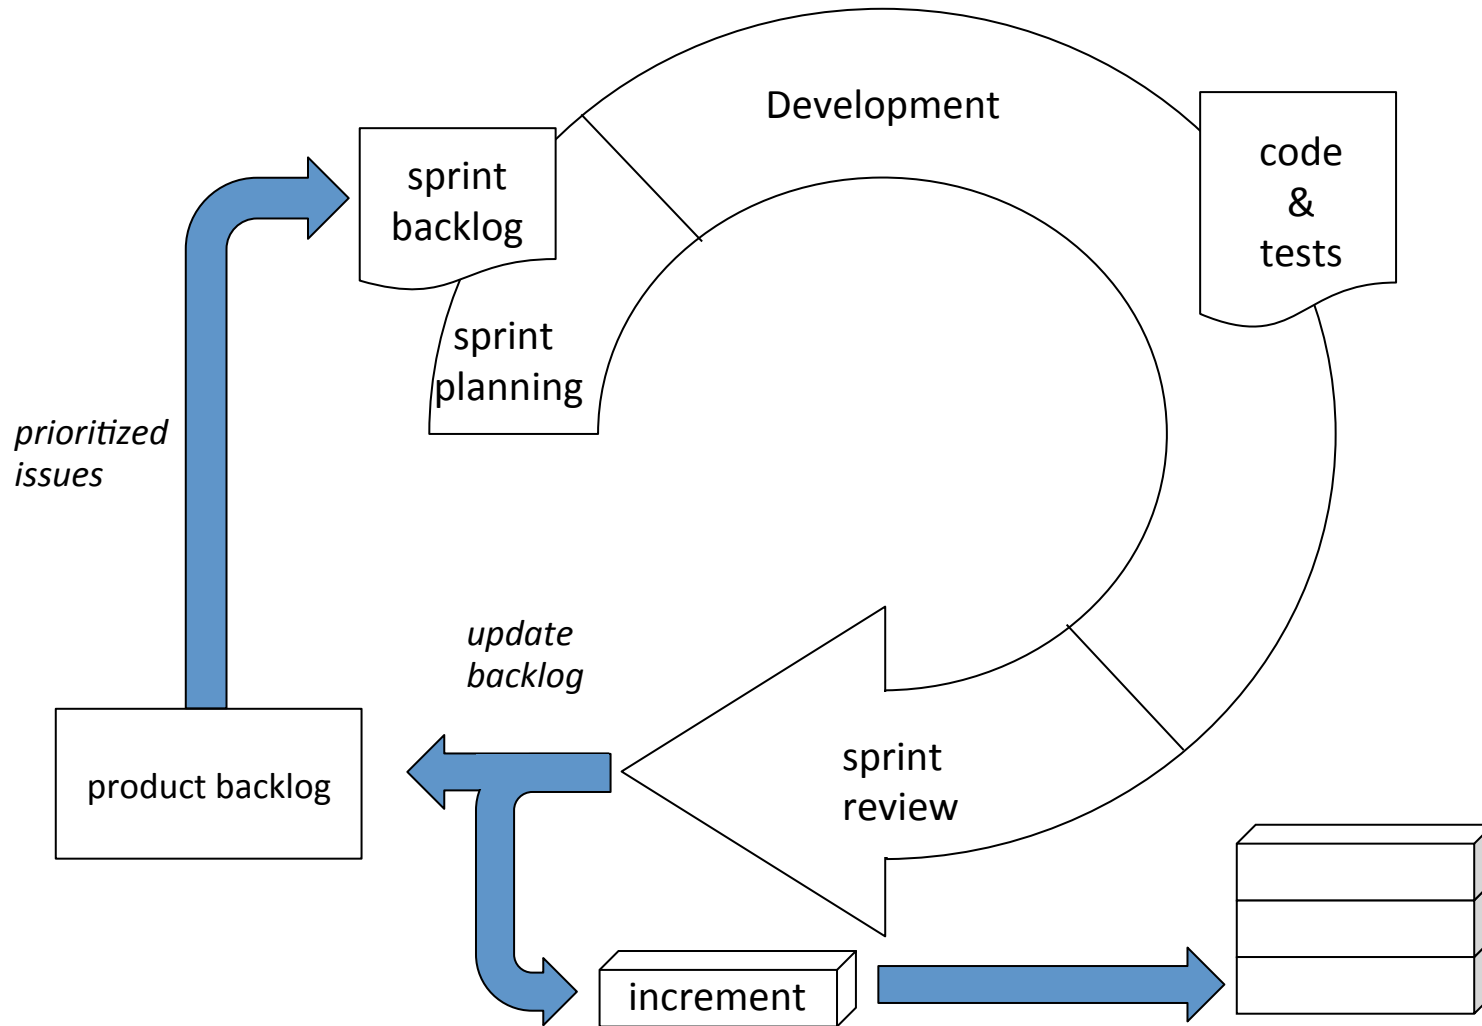 Development
code
&
tests
sprint
backlog
sprint
planning
prioritized
issues
update
backlog
product backlog
sprint
review
increment